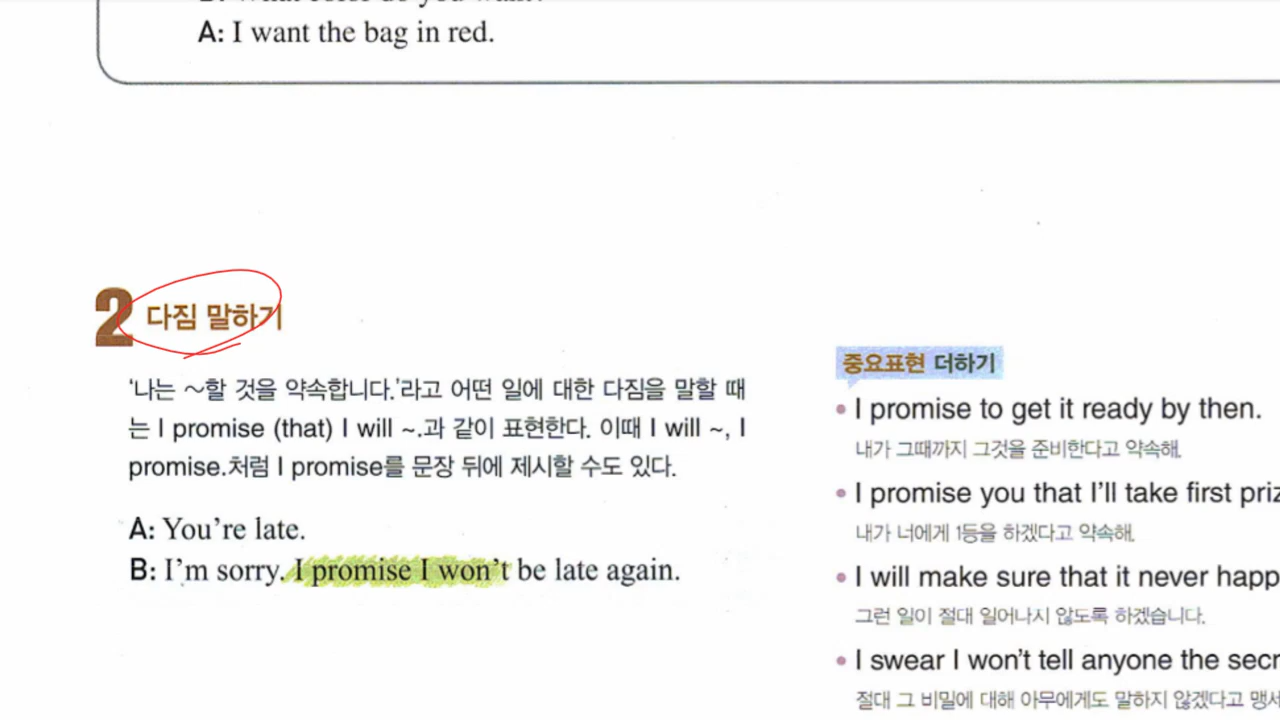 A: I want the bag in red.
2 다짐 말하기
'나는 ~할 것을 약속합니다.'라고 어떤 일에 대한 다짐을 말할 때
는 I promise (that) I will ~.과 같이 표현한다. 이때 I will ~, I
promise.처럼 I promise를 문장 뒤에 제시할 수도 있다.
A: You're late.
B: I'm sorry. I promise I won't be late again.
중요표현 더하기
• I promise to get it ready by then.
내가 그때까지 그것을 준비한다고 약속해.
• I promise you that I'll take first
내가 너에게 1등을 하겠다고 약속해.
• I will make sure that it never
그런 일이 절대 일어나지 않도록 하겠습니다.
• I swear I won't tell anyone the
절대 그 비밀에 대해 아무에게도 말하지 않겠다고